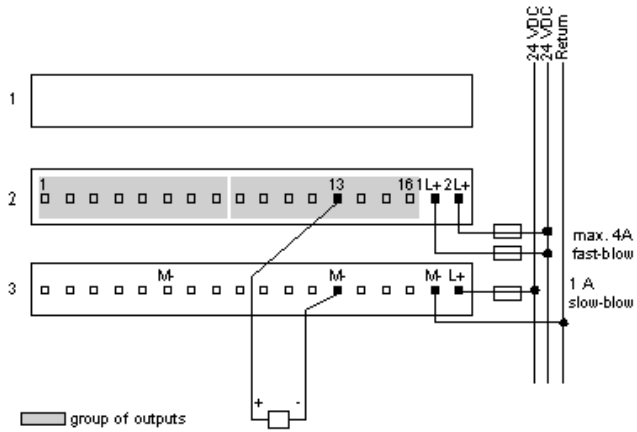 24 VDC
24 VDC
Return
1
1 13 16 1L+ 2L+
2
max. 4A
fast-blow
M- M- M- L+
3
1 A
slow-blow
+ -
group of outputs